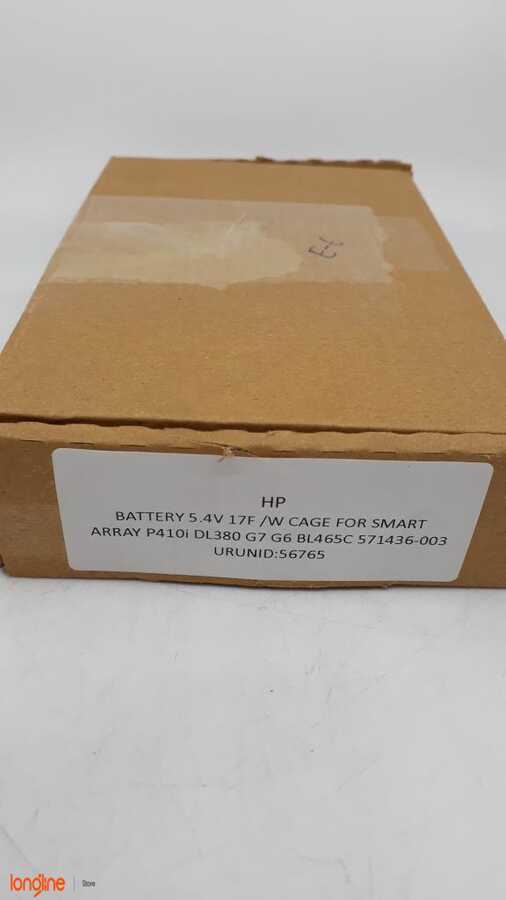 HP
BATTERY 5.4V 17F /W CAGE FOR SMART
ARRAY P410i DL380 G7 G6 BL465C 571436-003
URUNID:56765
longline | Store